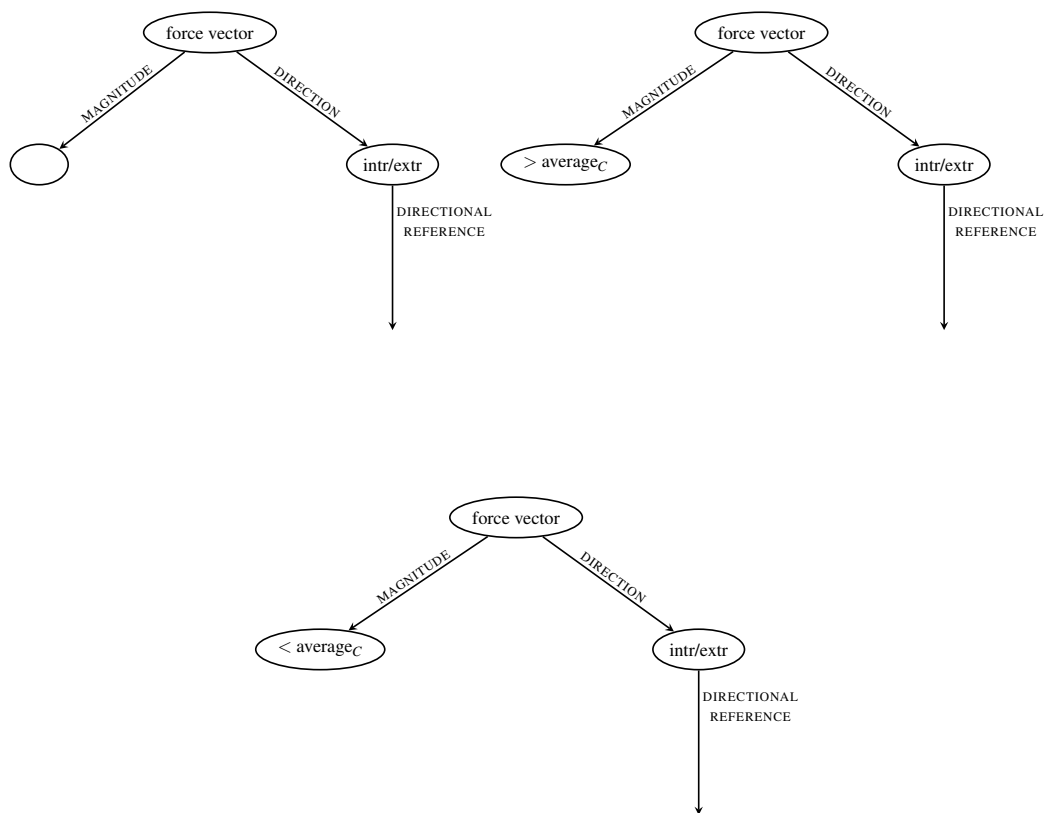 force vector
MAGNITUDE
DIRECTION
intr/extr
DIRECTIONAL
REFERENCE
force vector
MAGNITUDE
DIRECTION
> average_C
intr/extr
DIRECTIONAL
REFERENCE
force vector
MAGNITUDE
DIRECTION
< average_C
intr/extr
DIRECTIONAL
REFERENCE